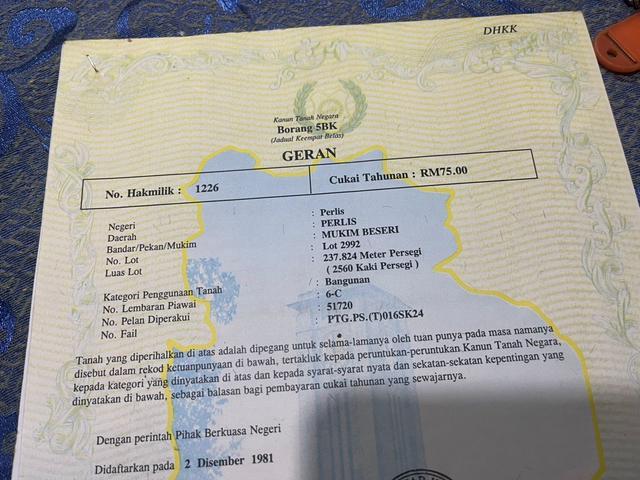 DHKK
Kanun Tanah Negara
Borang 5BK
(Jadual Keempat Belas)
GERAN
No. Hakmilik : 1226 Cukai Tahunan : RM75.00
Negeri : Perlis
Daerah : PERLIS
Bandar/Pekan/Mukim : MUKIM BESERI
No. Lot : Lot 2992
Luas Lot : 237.824 Meter Persegi
( 2560 Kaki Persegi )
Kategori Penggunaan Tanah : Bangunan
No. Lembaran Piawai : 6-C
No. Pelan Diperakui : 51720
No. Fail : PTG.PS.(T)016SK24
Tanah yang diperihalkan di atas adalah dipegang untuk selama-lamanya oleh tuan punya pada masa namanya
disebut dalam rekod ketuanpunyaan di bawah, tertakluk kepada peruntukan-peruntukan Kanun Tanah Negara,
kepada kategori yang dinyatakan di atas dan kepada syarat-syarat nyata dan sekatan-sekatan kepentingan yang
dinyatakan di bawah, sebagai balasan bagi pembayaran cukai tahunan yang sewajarnya.
Dengan perintah Pihak Berkuasa Negeri
Didaftarkan pada 2 Disember 1981